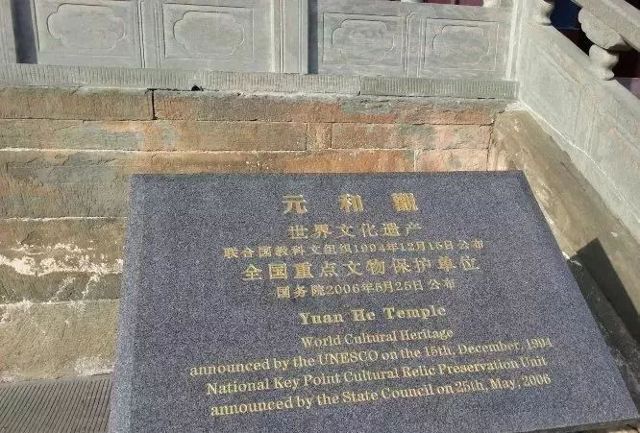 元和觀
世界文化遗产
联合国教科文组织1994年12月15日公布
全国重点文物保护单位
国务院2006年5月25日公布
Yuan He Temple
World Cultural Heritage
announced by the UNESCO on the 15th, December, 1994
National Key Point Cultural Relic Preservation Unit
announced by the State Council on 25th, May, 2006